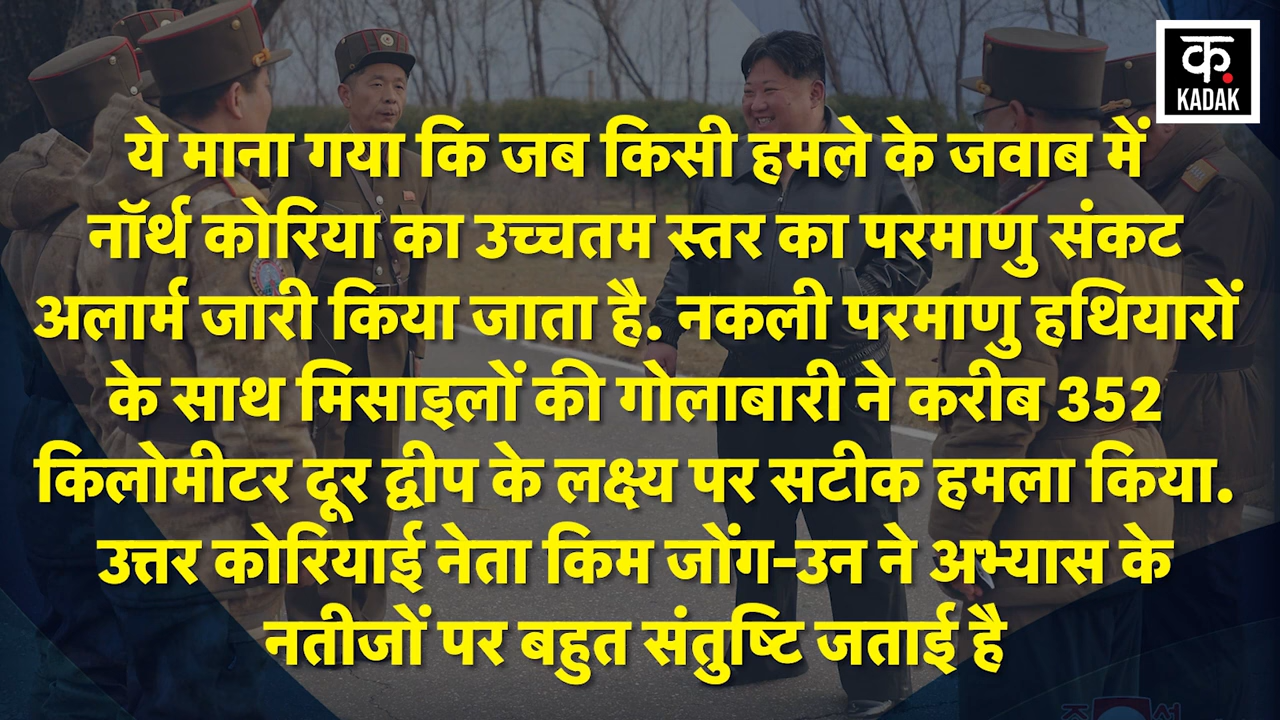 क.
KADAK
ये माना गया कि जब किसी हमले के जवाब में
नॉर्थ कोरिया का उच्चतम स्तर का परमाणु संकट
अलार्म जारी किया जाता है. नकली परमाणु हथियारों
के साथ मिसाइलों की गोलाबारी ने करीब 352
किलोमीटर दूर द्वीप के लक्ष्य पर सटीक हमला किया.
उत्तर कोरियाई नेता किम जोंग-उन ने अभ्यास के
नतीजों पर बहुत संतुष्टि जताई है